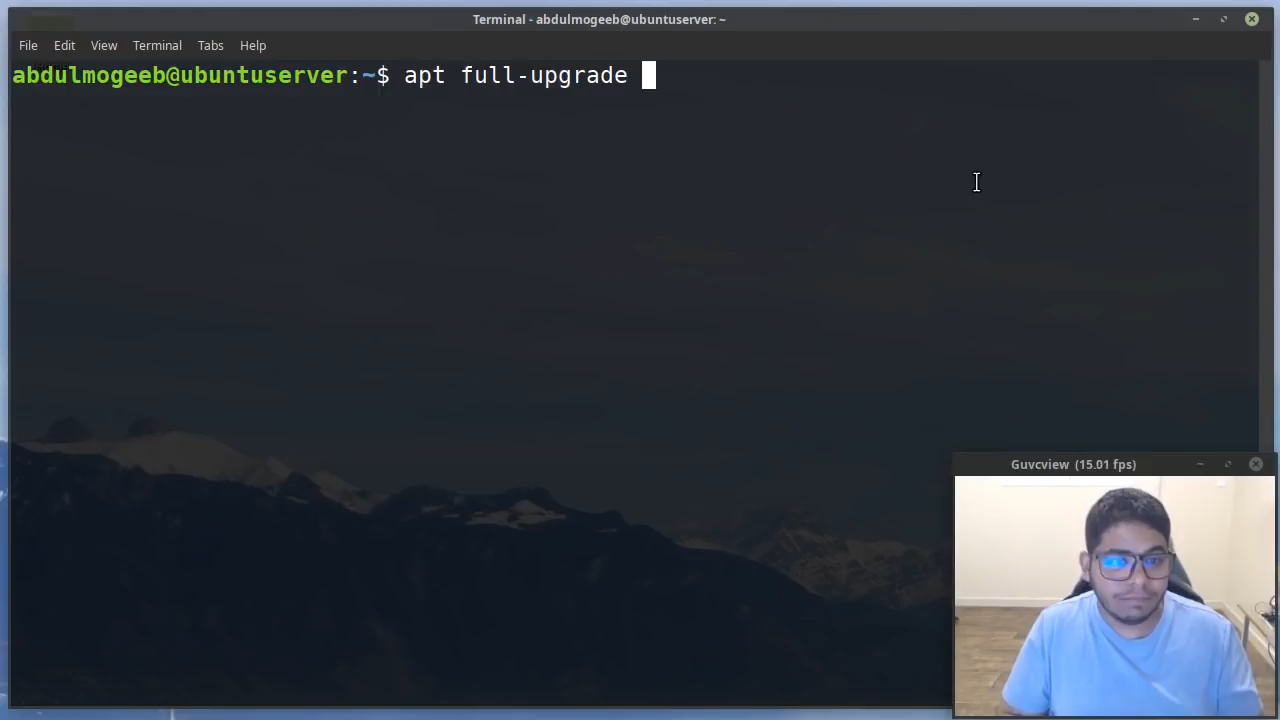 Terminal - abdulmogeeb@ubuntuserver: ~
File Edit View Terminal Tabs Help
abdulmogeeb@ubuntuserver:~$ apt full-upgrade
Guvcview (15.01 fps)